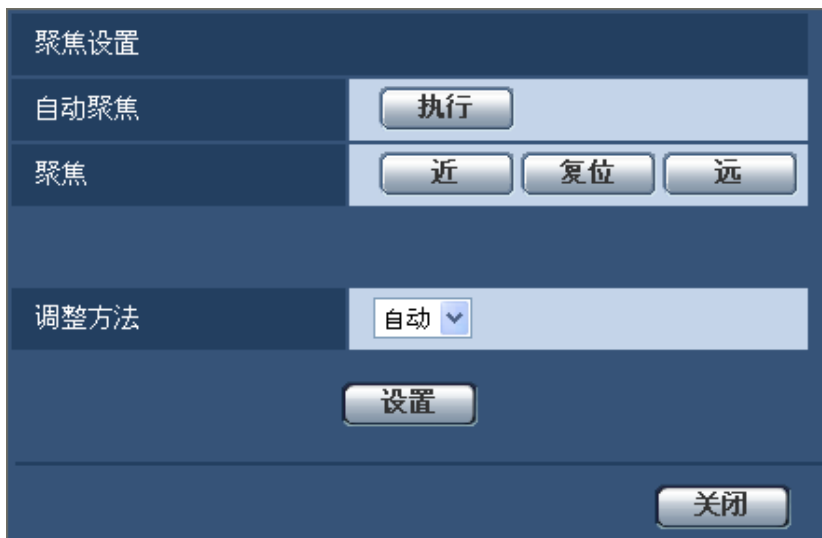 聚焦设置
自动聚焦 执行
聚焦 近 复位 远
调整方法 自动
设置
关闭